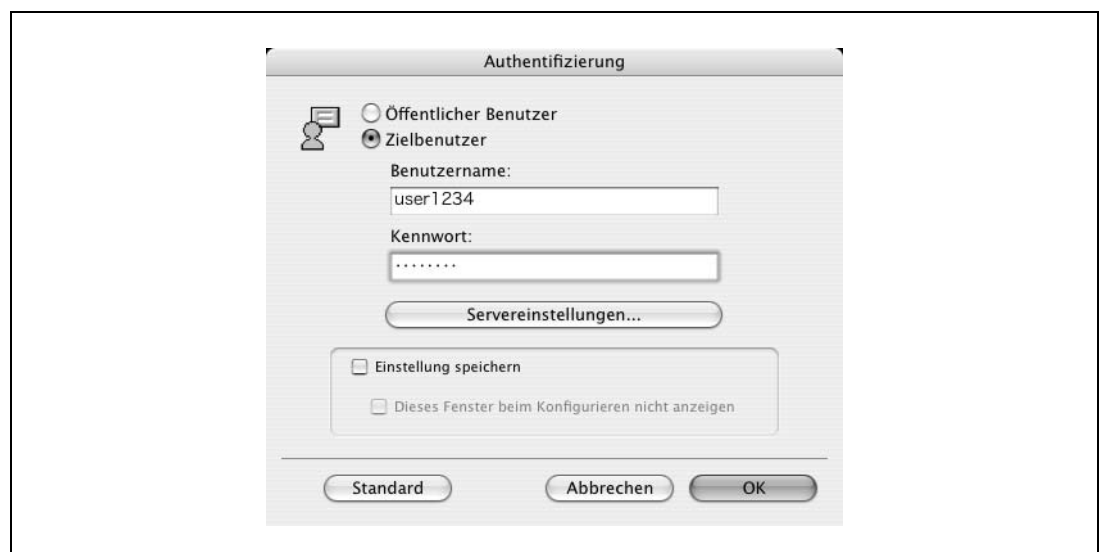 Authentifizierung
Öffentlicher Benutzer
Zielbenutzer
Benutzername:
user1234
Kennwort:
········
Servereinstellungen...
Einstellung speichern
Dieses Fenster beim Konfigurieren nicht anzeigen
Standard Abbrechen OK